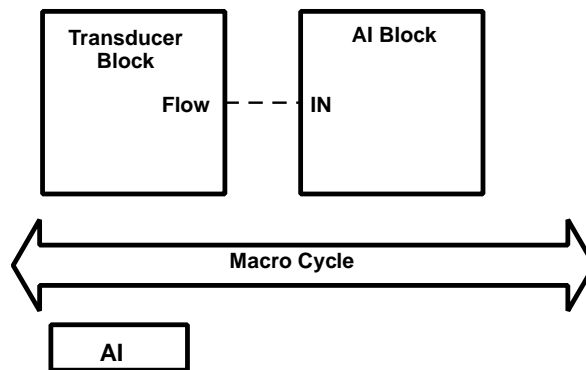 Transducer
Block
AI Block
Flow
IN
Macro Cycle
AI